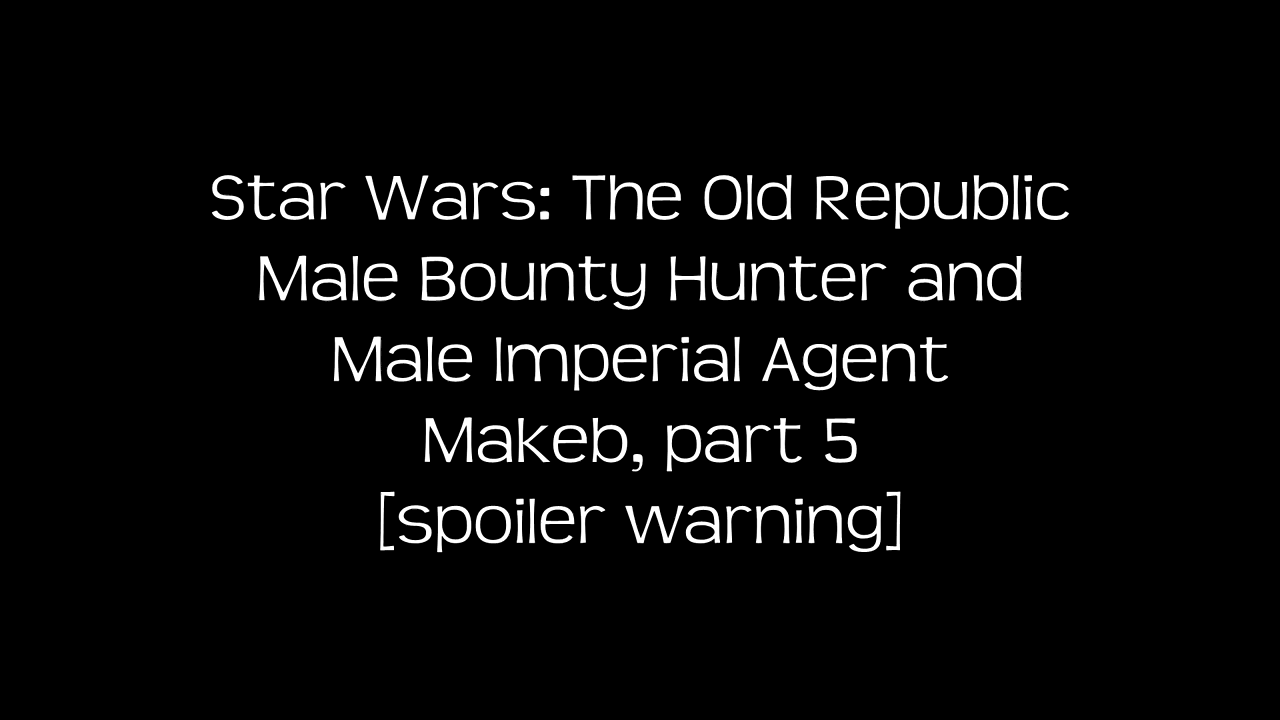 Star Wars: The Old Republic
Male Bounty Hunter and
Male Imperial Agent
Makeb, part 5
[spoiler warning]